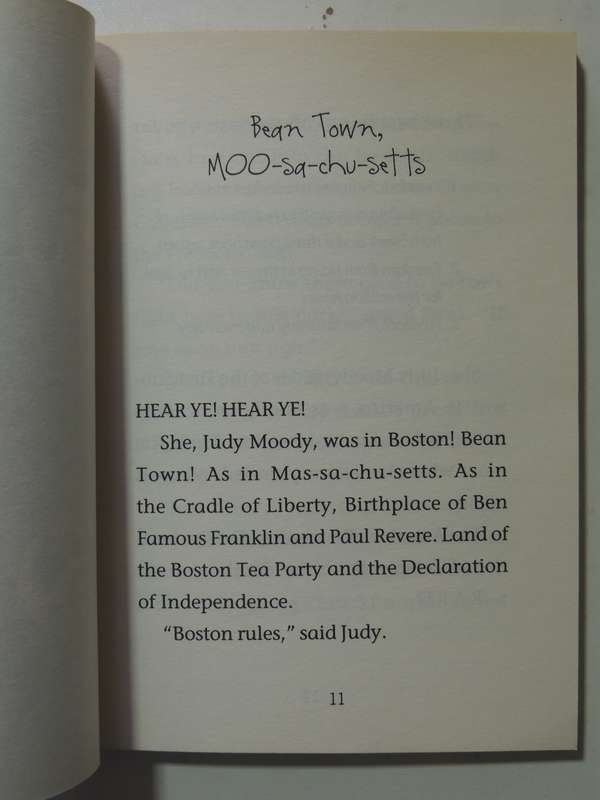 Bean Town,
MOO-sa-chu-setts
HEAR YE! HEAR YE!
She, Judy Moody, was in Boston! Bean
Town! As in Mas-sa-chu-setts. As in
the Cradle of Liberty, Birthplace of Ben
Famous Franklin and Paul Revere. Land of
the Boston Tea Party and the Declaration
of Independence.
“Boston rules,” said Judy.
11